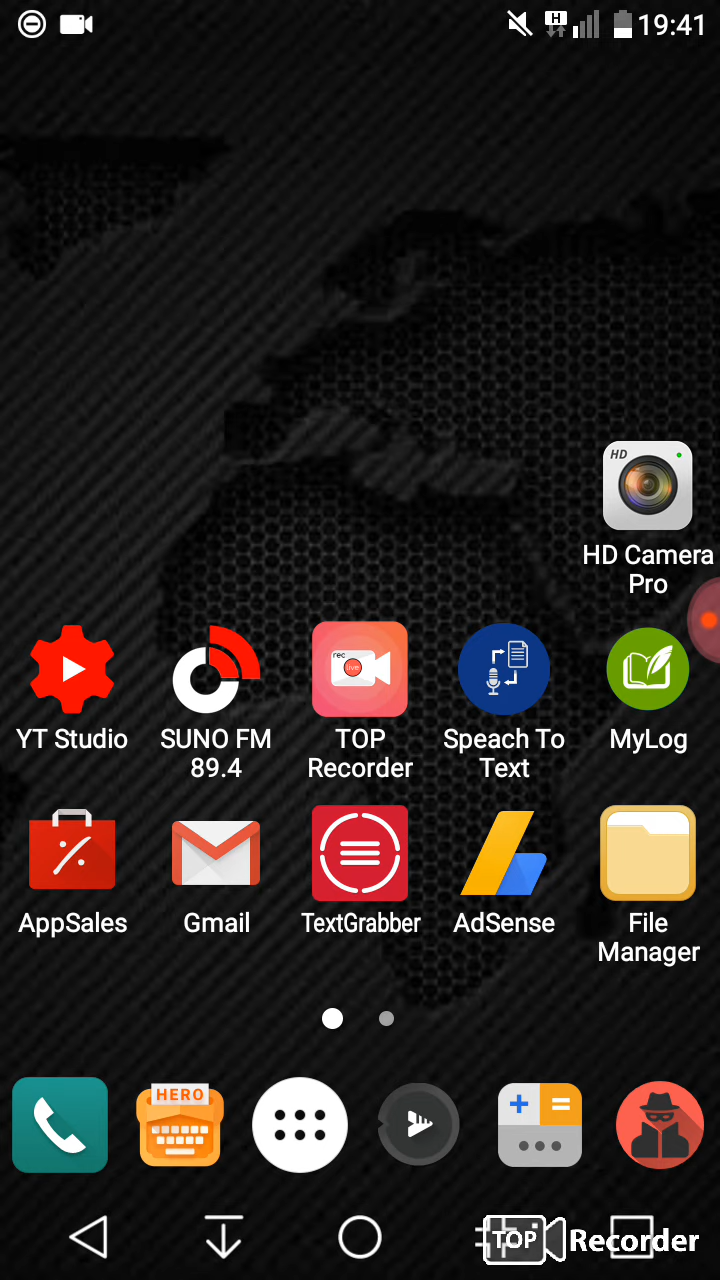 H
19:41
HD
HD Camera
Pro
rec
live
YT Studio
SUNO FM
89.4
TOP
Recorder
Speach To
Text
MyLog
AppSales
Gmail
TextGrabber
AdSense
File
Manager
HERO
TOP Recorder